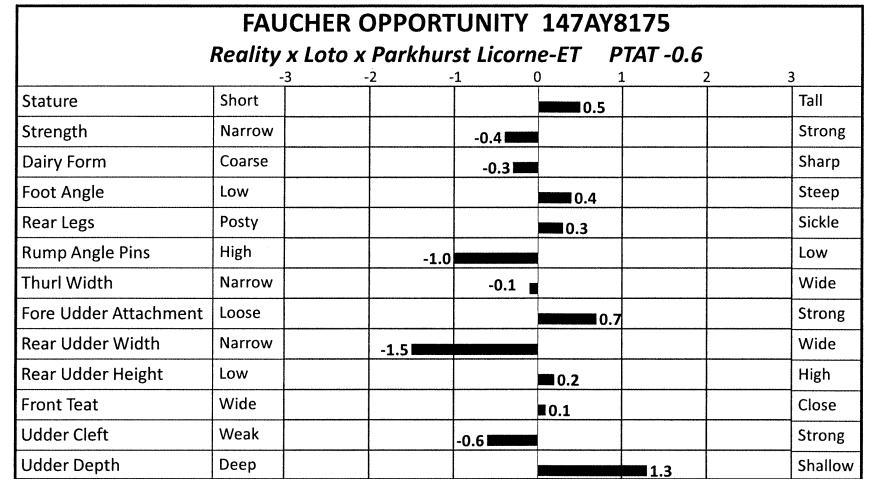 FAUCHER OPPORTUNITY 147AY8175
Reality x Loto x Parkhurst Licorne-ET PTAT -0.6
-3 -2 -1 0 1 2 3
Stature Short 0.5 Tall
Strength Narrow -0.4 Strong
Dairy Form Coarse -0.3 Sharp
Foot Angle Low 0.4 Steep
Rear Legs Posty 0.3 Sickle
Rump Angle Pins High -1.0 Low
Thurl Width Narrow -0.1 Wide
Fore Udder Attachment Loose 0.7 Strong
Rear Udder Width Narrow -1.5 Wide
Rear Udder Height Low 0.2 High
Front Teat Wide 0.1 Close
Udder Cleft Weak -0.6 Strong
Udder Depth Deep 1.3 Shallow